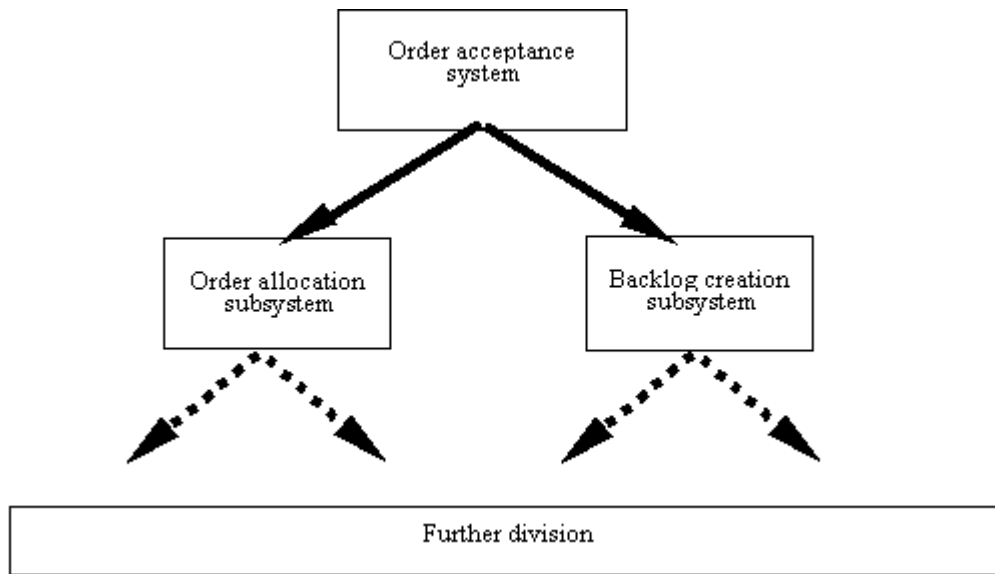 Order acceptance
system
Order allocation
subsystem
Backlog creation
subsystem
Further division